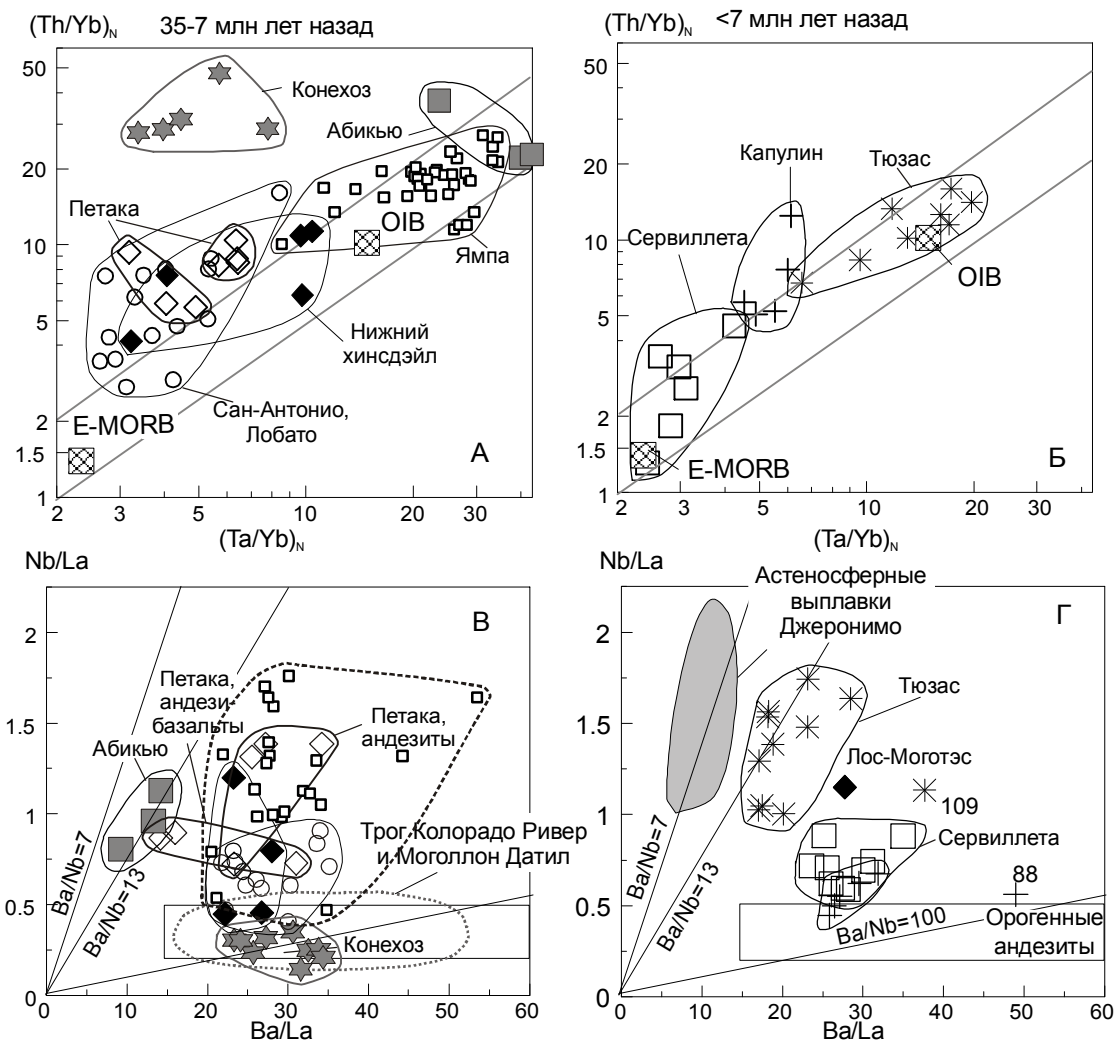 (Th/Yb)N
35-7 млн лет назад
50
20
10
5
2
1.5
1
2
3
5
10
20
30
(Ta/Yb)N
Конехоз
Абикью
Петака
OIB
Ямпа
Нижний
хинсдэйл
Сан-Антонио,
Лобато
E-MORB
А
(Th/Yb)N
<7 млн лет назад
50
20
10
5
2
1.5
1
2
3
5
10
20
(Ta/Yb)N
Капулин
Тюзас
Сервиллета
OIB
E-MORB
Б
Nb/La
2
1.5
1
0.5
0
0
10
20
30
40
50
60
Ba/La
В
Петака,
андези-
базальты
Петака,
андезиты
Абикью
Трог Колорадо Ривер
и Моголлон Датил
Конехоз
Ba/Nb=7
Ba/Nb=13
Nb/La
2
1.5
1
0.5
0
0
10
20
30
40
50
60
Ba/La
Г
Астеносферные
выплавки
Джеронимо
Тюзас
Лос-Моготэс
109
Сервиллета
88
Ba/Nb=7
Ba/Nb=13
Ba/Nb=100
Орогенные
андезиты